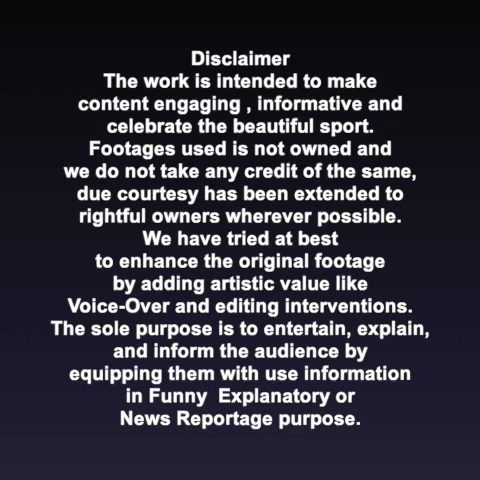 Disclaimer
The work is intended to make
content engaging , informative and
celebrate the beautiful sport.
Footages used is not owned and
we do not take any credit of the same,
due courtesy has been extended to
rightful owners wherever possible.
We have tried at best
to enhance the original footage
by adding artistic value like
Voice-Over and editing interventions.
The sole purpose is to entertain, explain,
and inform the audience by
equipping them with use information
in Funny  Explanatory or
News Reportage purpose.